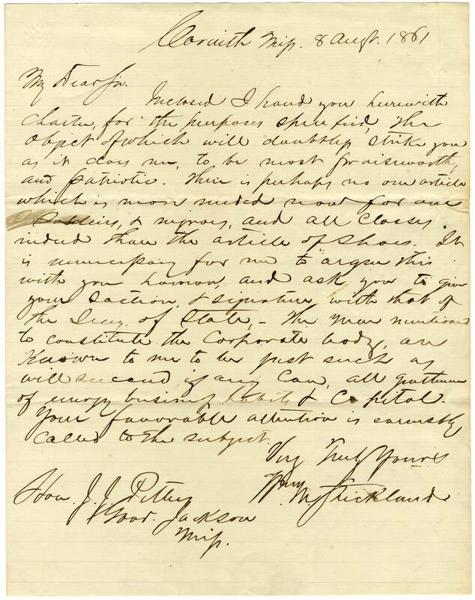 Corinth Miss. 8 Augt. 1861
My Dear Sir.
Inclosed I hand you herewith
Charter, for the purposes specified, the
object of which will doubtless strike you
as it does me, to be most praiseworthy,
and patriotic. There is perhaps no one article
which is more needed now for our
Soldiers, & negroes, and all classes
indeed than the article of Shoes. It
is unnecessary for me to argue this
with your honor, and ask you to give
your Saction, & signature, with that of
the Secy. of State,- The men mentioned
to constitute the Corporate body, are
Known to me to be just such as
will succeed if any can, all gentlemen
of energy business habits & Capital.
Your favorable attention is earnestly
Called to the subject.
Very Truly Yours
Wm M Strickland
Hon. J. J. Pettus
Gov. Jackson
Miss.